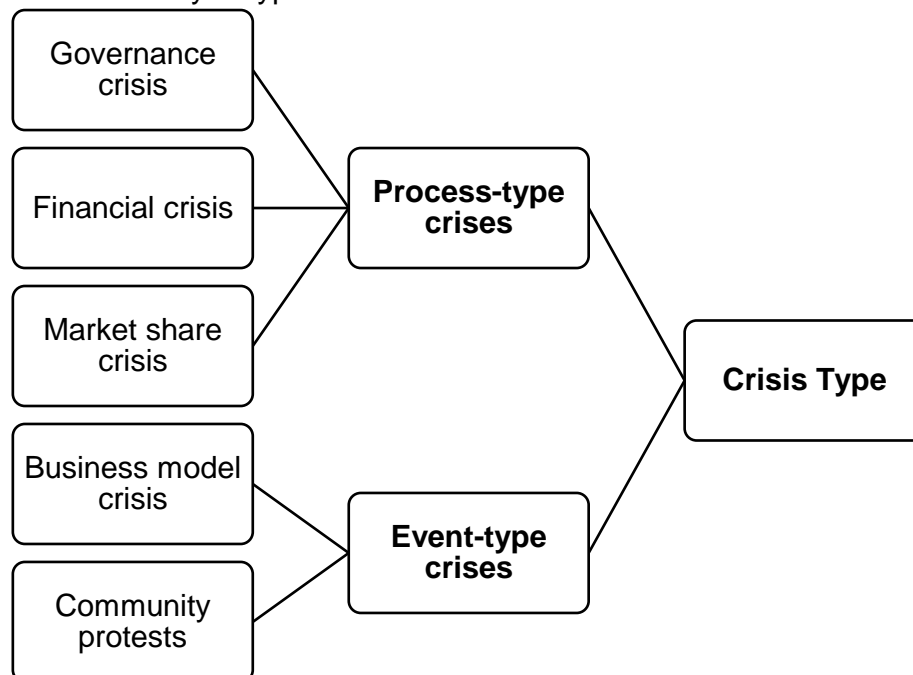 Governance
crisis
Financial crisis
Market share
crisis
Business model
crisis
Community
protests
Process-type
crises
Event-type
crises
Crisis Type